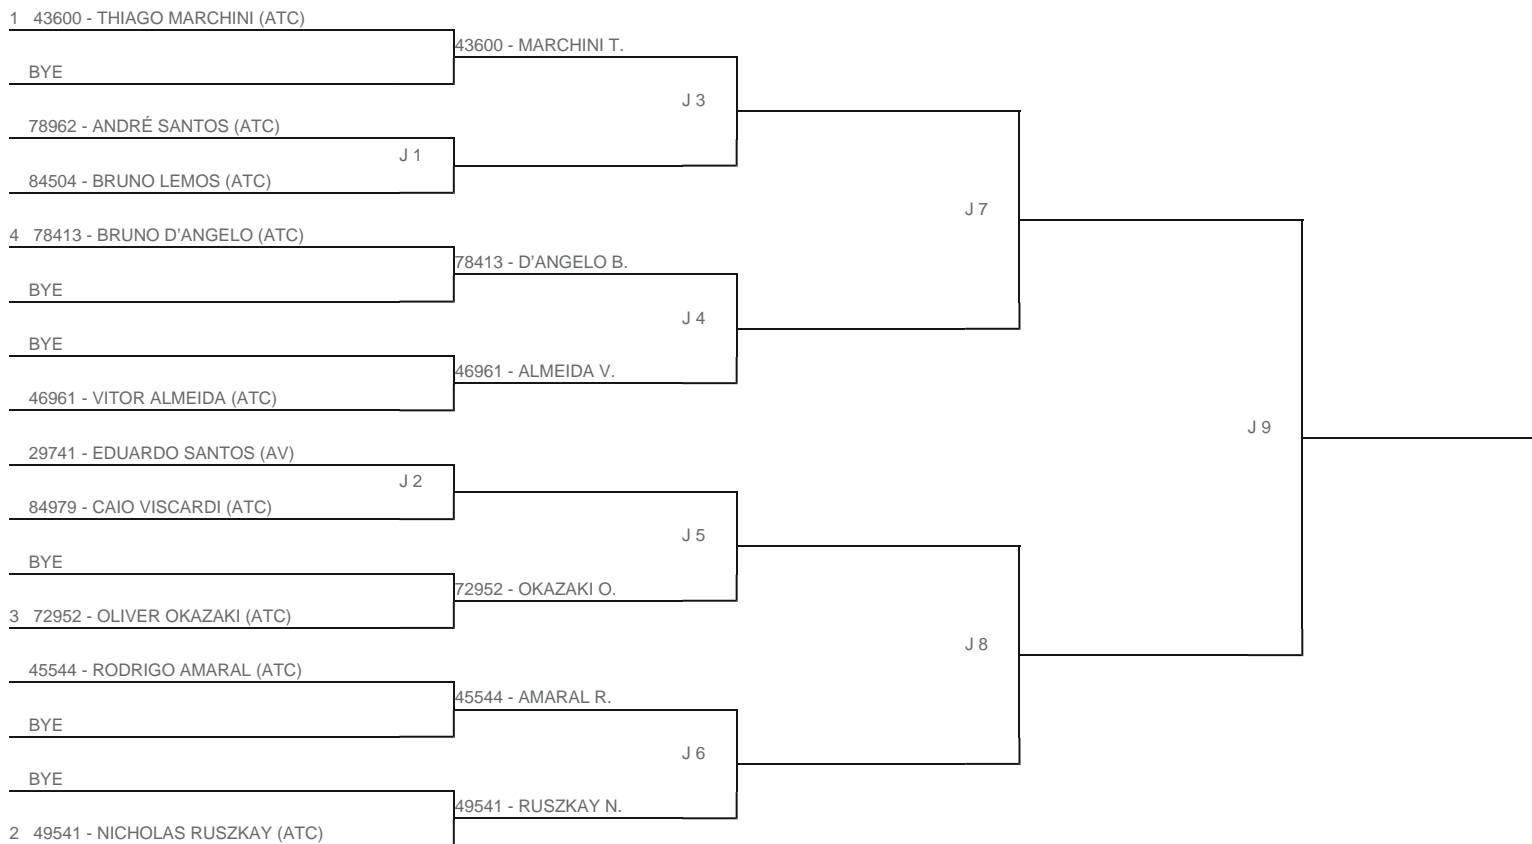 1 43600 - THIAGO MARCHINI (ATC)
43600 - MARCHINI T.
BYE
J 3
78962 - ANDRÉ SANTOS (ATC)
J 1
84504 - BRUNO LEMOS (ATC)
J 7
4 78413 - BRUNO D'ANGELO (ATC)
78413 - D'ANGELO B.
BYE
J 4
BYE
46961 - ALMEIDA V.
46961 - VITOR ALMEIDA (ATC)
J 9
29741 - EDUARDO SANTOS (AV)
J 2
84979 - CAIO VISCARDI (ATC)
J 5
BYE
72952 - OKAZAKI O.
3 72952 - OLIVER OKAZAKI (ATC)
J 8
45544 - RODRIGO AMARAL (ATC)
45544 - AMARAL R.
BYE
J 6
BYE
49541 - RUSZKAY N.
2 49541 - NICHOLAS RUSZKAY (ATC)